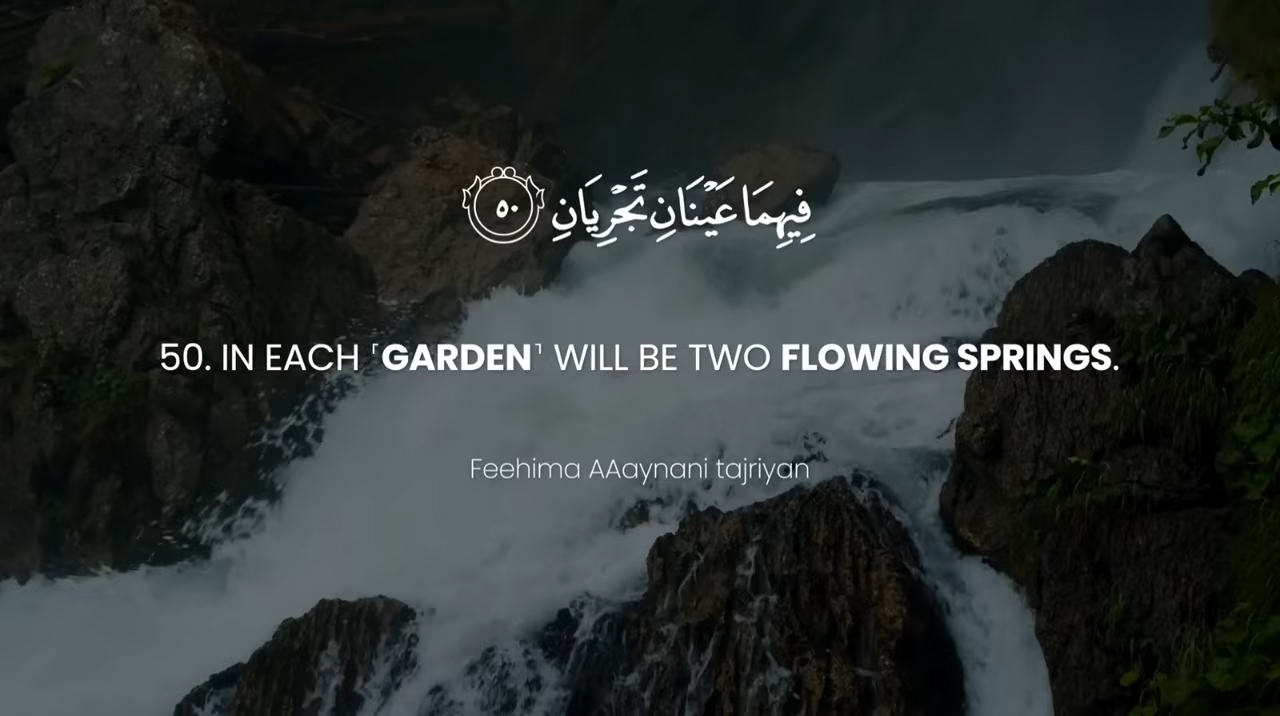 فِيهِمَا عَيْنَانِ تَجْرِيَانِ ٥٠
50. IN EACH ⸢GARDEN⸣ WILL BE TWO FLOWING SPRINGS.
Feehima AAaynani tajriyan